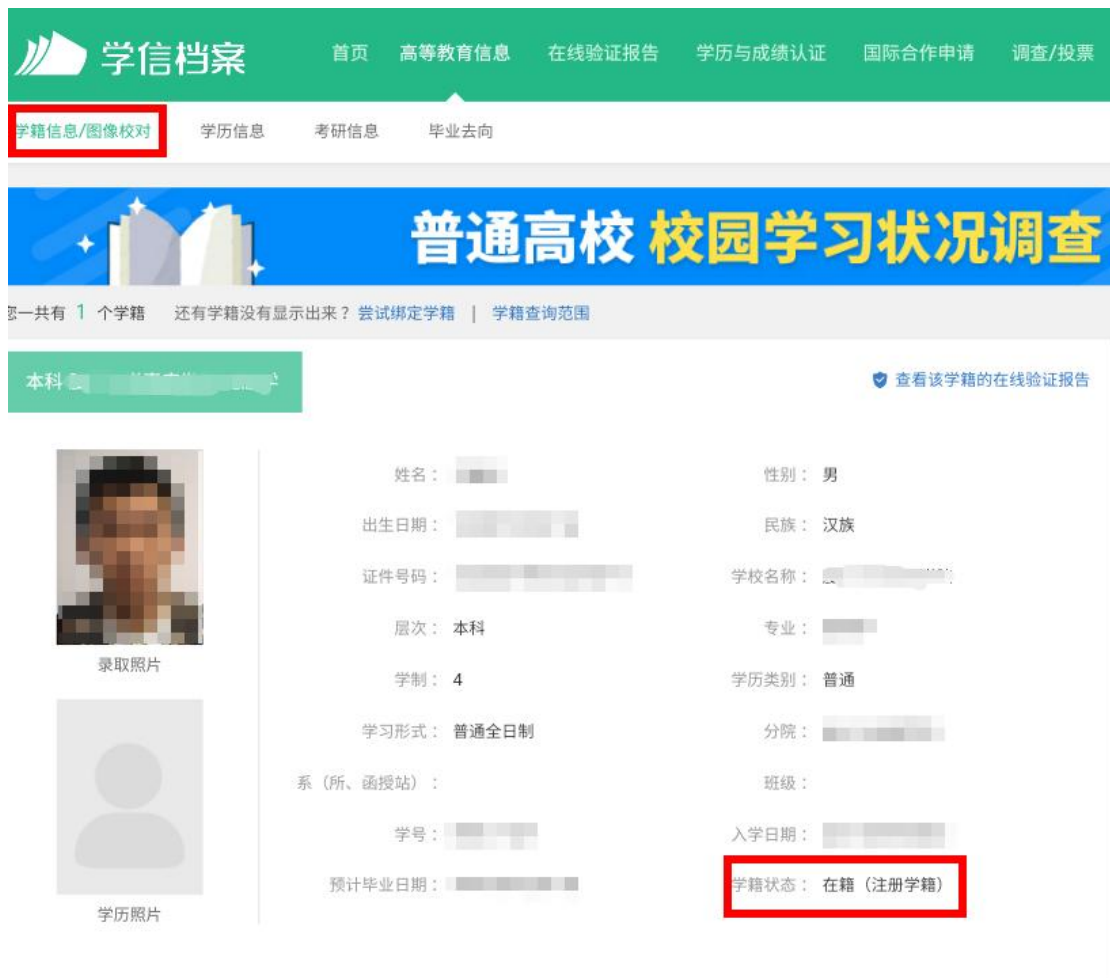 学信档案 首页 高等教育信息 在线验证报告 学历与成绩认证 国际合作申请 调查/投票
学籍信息/图像校对 学历信息 考研信息 毕业去向
普通高校 校园学习状况调查
一共有 1 个学籍 还有学籍没有显示出来？尝试绑定学籍 | 学籍查询范围
本科 查看该学籍的在线验证报告
姓名： 性别： 男
出生日期： 民族： 汉族
证件号码： 学校名称：
层次： 本科 专业：
录取照片
学制： 4 学历类别： 普通
学习形式： 普通全日制 分院：
系（所、函授站）： 班级：
学号： 入学日期：
预计毕业日期： 学籍状态： 在籍（注册学籍）
学历照片